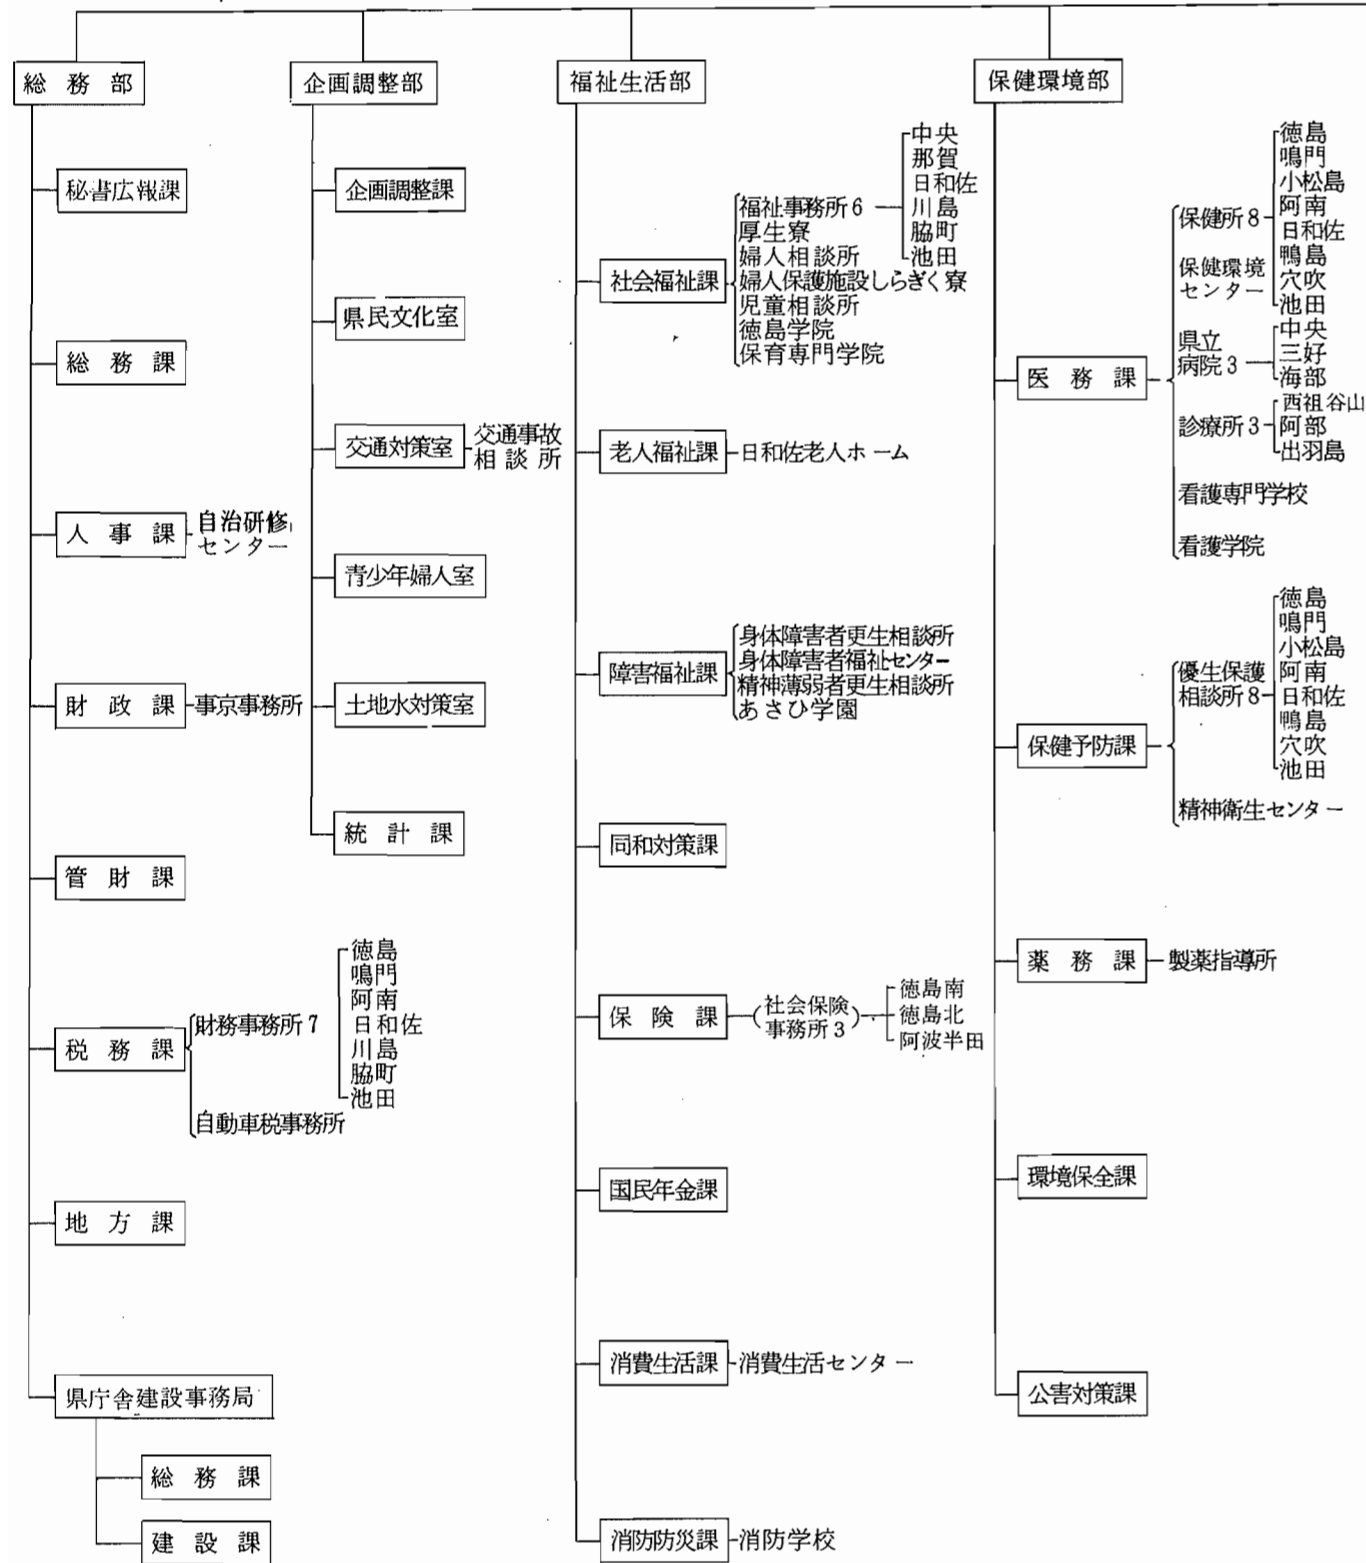 総務部
秘書広報課
総務課
人事課
自治研修
センター
財政課
事京事務所
管財課
税務課
財務事務所7
徳島
鳴門
阿南
日和佐
川島
脇町
池田
自動車税事務所
地方課
県庁舎建設事務局
総務課
建設課
企画調整部
企画調整課
県民文化室
交通対策室
交通事故
相談所
青少年婦人室
土地水対策室
統計課
福祉生活部
社会福祉課
福祉事務所6
中央
那賀
日和佐
川島
脇町
池田
厚生寮
婦人相談所
婦人保護施設しらぎく寮
児童相談所
徳島学院
保育専門学院
老人福祉課
日和佐老人ホーム
障害福祉課
身体障害者更生相談所
身体障害者福祉センター
精神薄弱者更生相談所
あさひ学園
同和対策課
保険課
(社会保険
事務所3)
徳島南
徳島北
阿波半田
国民年金課
消費生活課
消費生活センター
消防防災課
消防学校
保健環境部
医務課
保健所8
徳島
鳴門
小松島
阿南
日和佐
鴨島
穴吹
池田
保健環境
センター
県立
病院3
中央
三好
海部
診療所3
西祖谷山
阿部
出羽島
看護専門学校
看護学院
保健予防課
優生保護
相談所8
徳島
鳴門
小松島
阿南
日和佐
鴨島
穴吹
池田
精神衛生センター
薬務課
製薬指導所
環境保全課
公害対策課